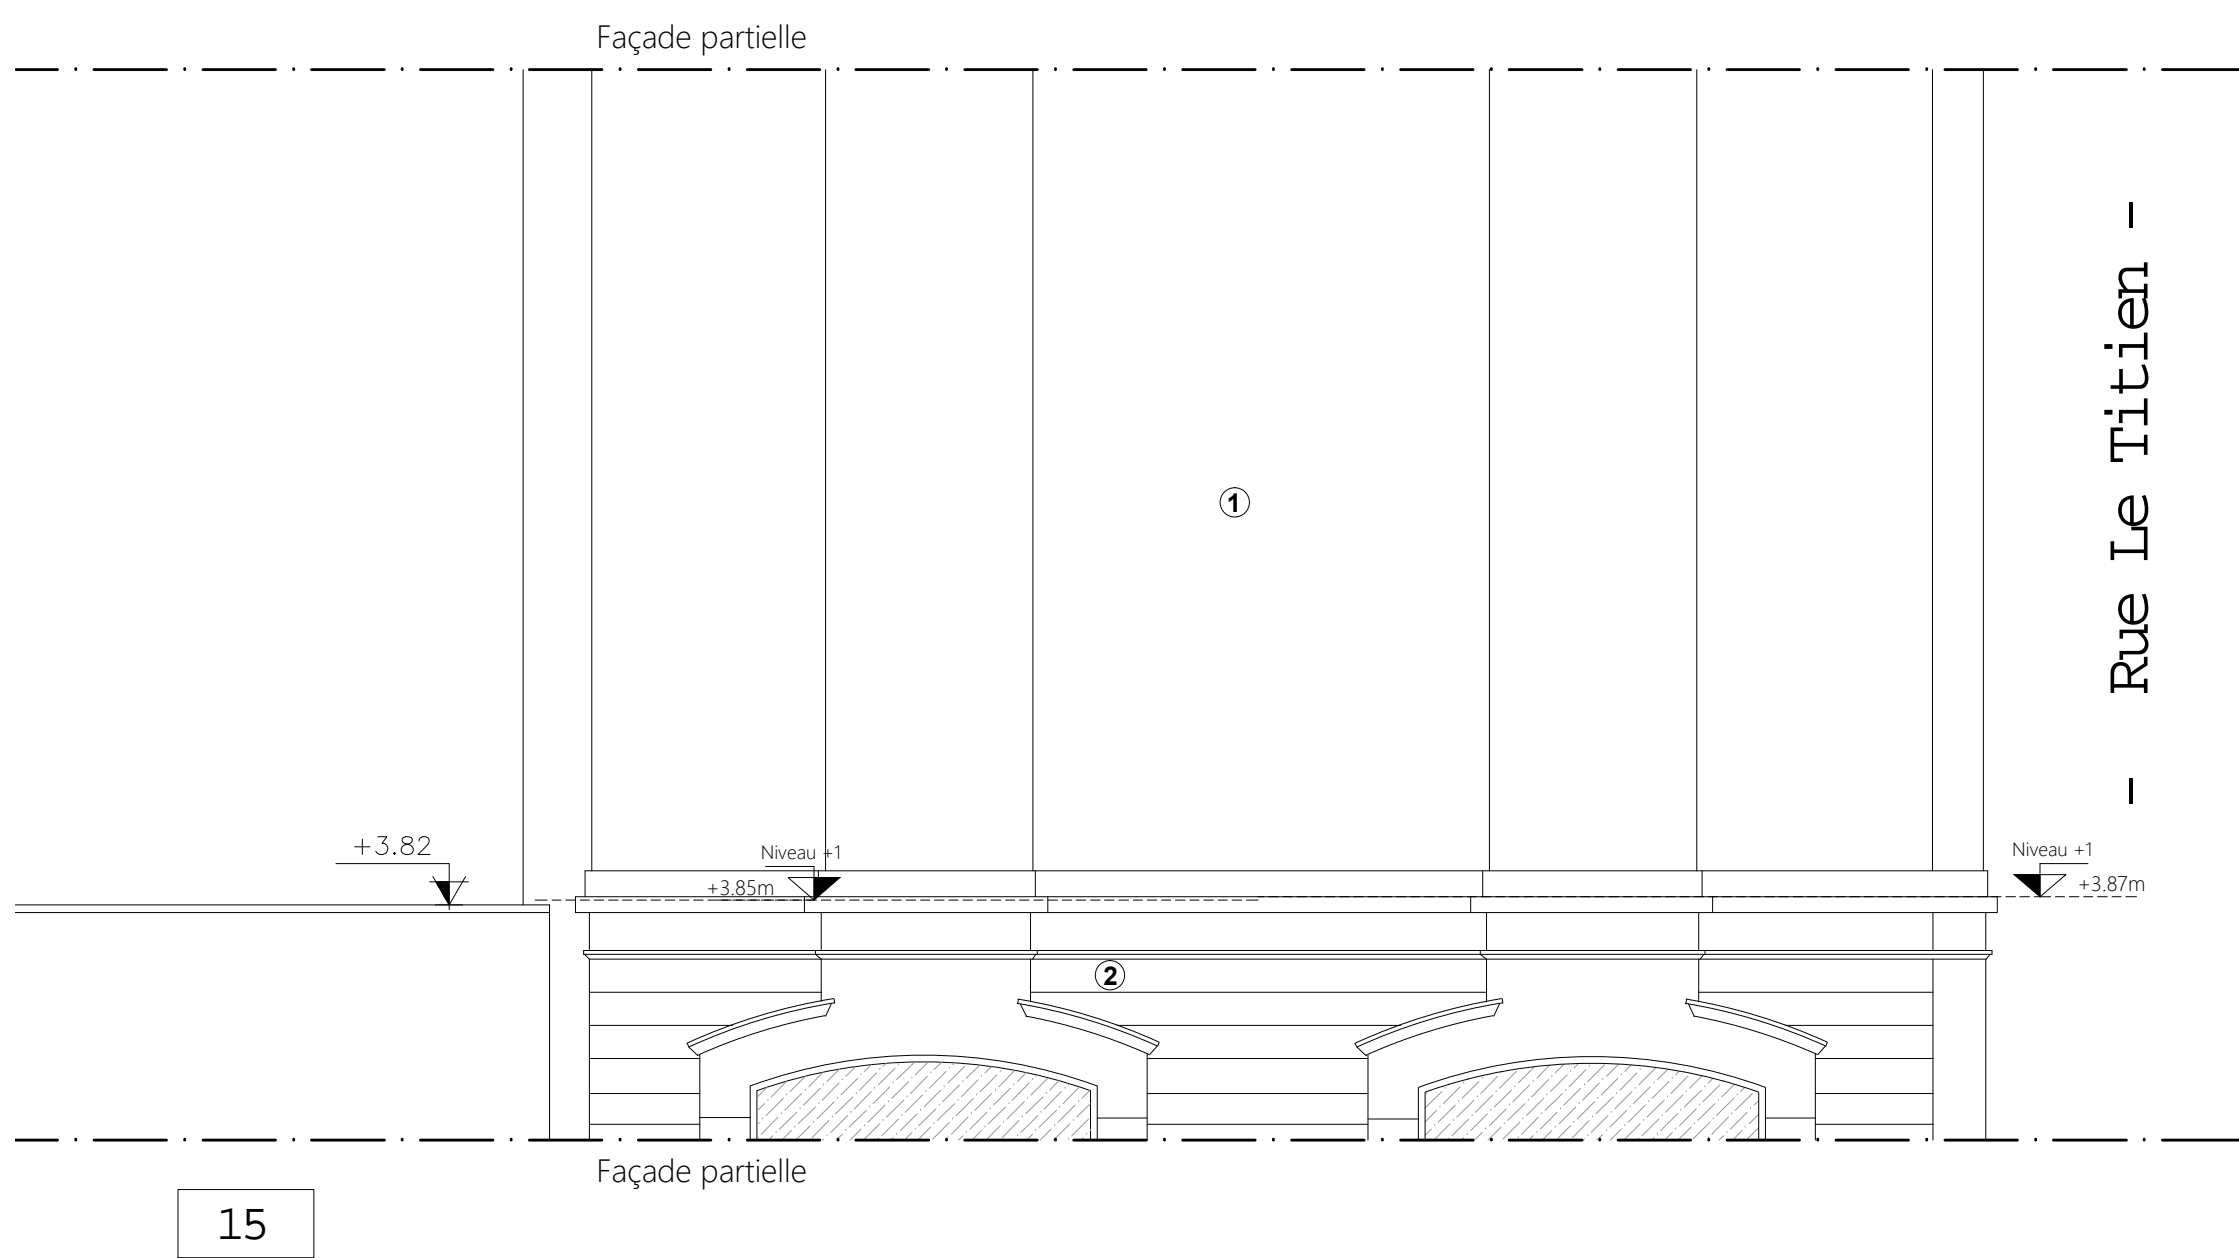 Façade partielle
- Rue Le Titien -
1
+3.82
Niveau +1
+3.85m
Niveau +1
+3.87m
2
Façade partielle
15